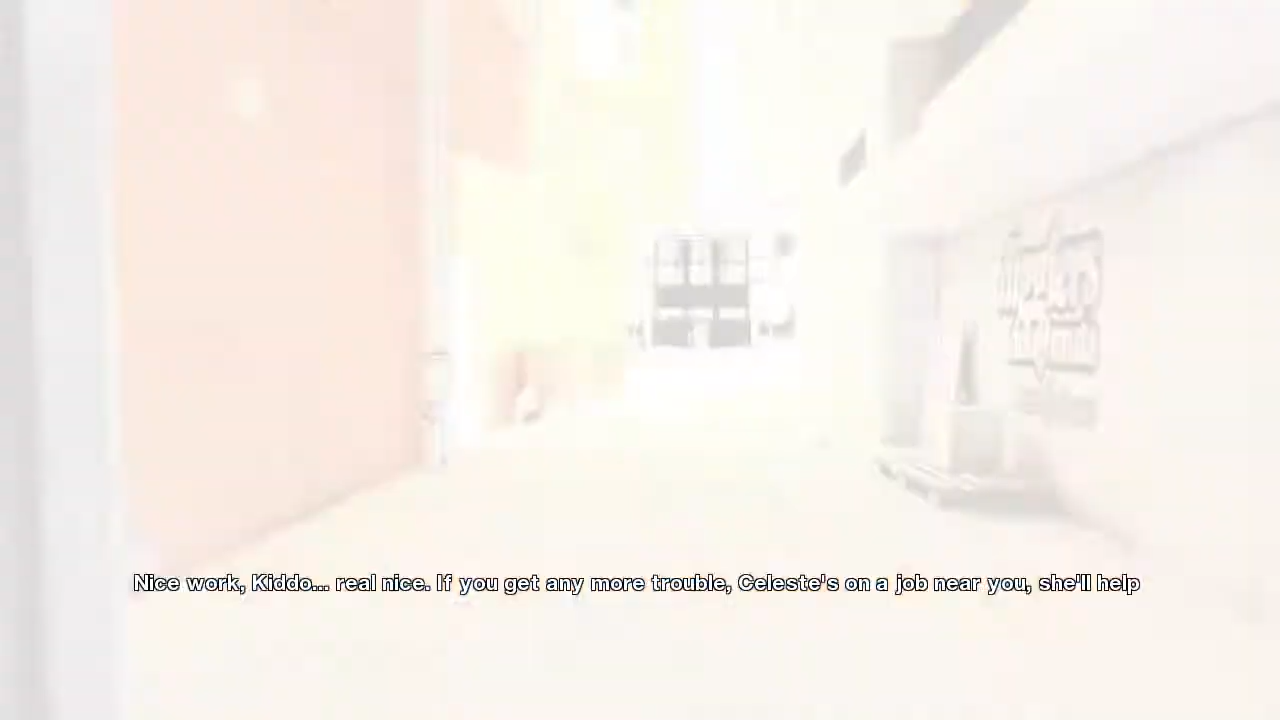 Nice work, Kiddo... real nice. If you get any more trouble, Celeste's on a job near you, she'll help